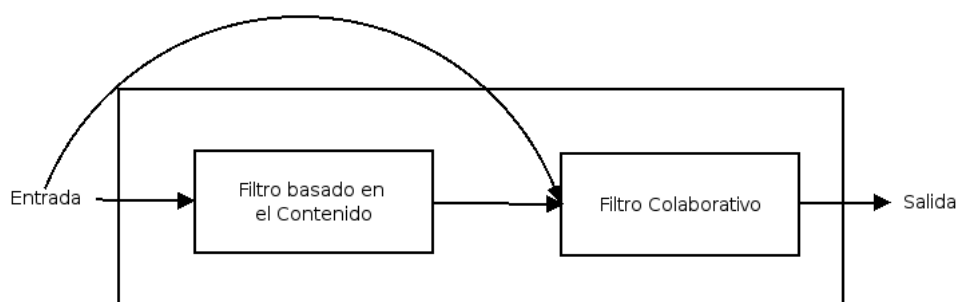 Entrada
Filtro basado en
el Contenido
Filtro Colaborativo
Salida